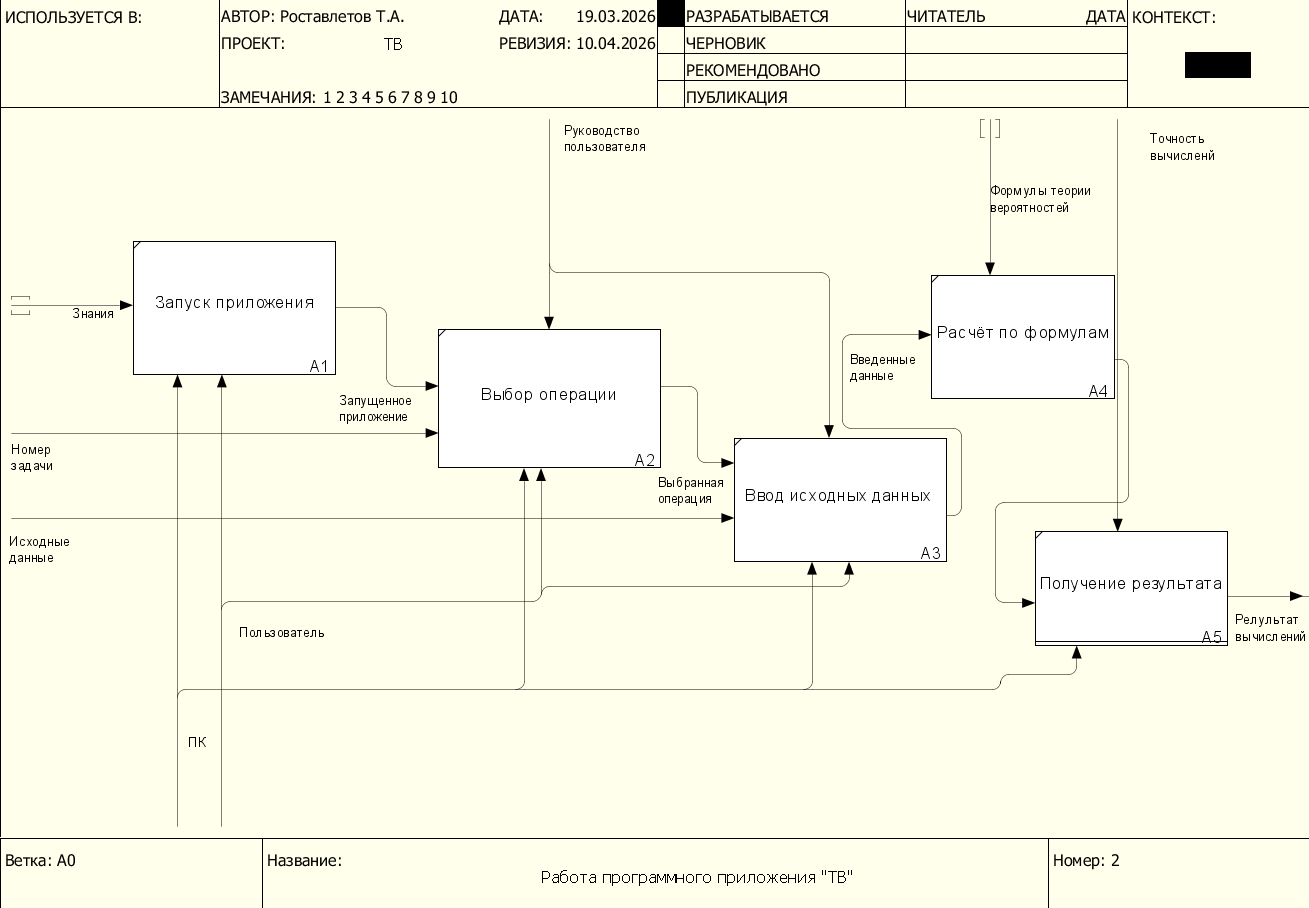 ИСПОЛЬЗУЕТСЯ В:
АВТОР: Роставлетов Т.А.
ДАТА: 19.03.2026
РАЗРАБАТЫВАЕТСЯ
ЧИТАТЕЛЬ
ДАТА
КОНТЕКСТ:
ПРОЕКТ: ТВ
РЕВИЗИЯ: 10.04.2026
ЧЕРНОВИК
РЕКОМЕНДОВАНО
ЗАМЕЧАНИЯ: 1 2 3 4 5 6 7 8 9 10
ПУБЛИКАЦИЯ
Руководство
пользователя
Точность
вычисленй
Формулы теории
вероятностей
Запуск приложения
A1
Знания
Расчёт по формулам
A4
Введенные
данные
Выбор операции
A2
Запущенное
приложение
Номер
задачи
Выбранная
операция
Ввод исходных данных
A3
Исходные
данные
Получение результата
A5
Релультат
вычислений
Пользователь
ПК
Ветка: A0
Название:
Работа программного приложения "ТВ"
Номер: 2